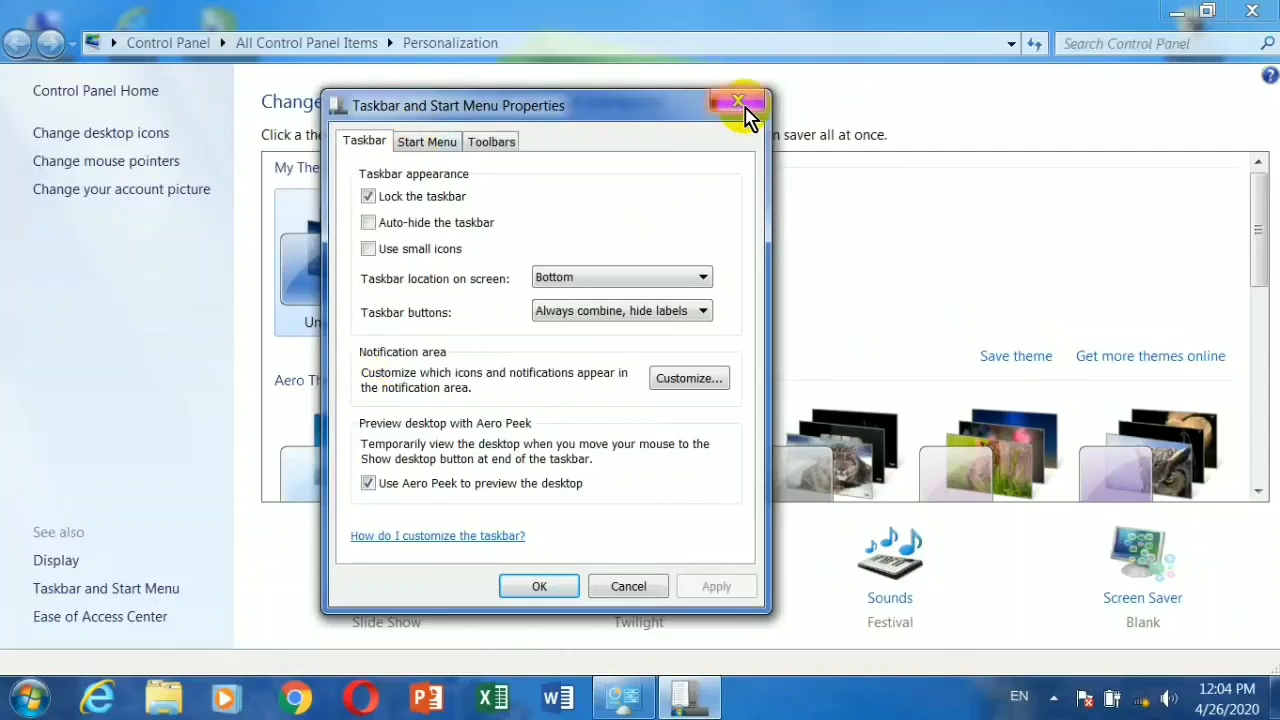 Control Panel All Control Panel Items Personalization
Search Control Panel
Control Panel Home
Change desktop icons
Change mouse pointers
Change your account picture
See also
Display
Taskbar and Start Menu
Ease of Access Center
Change
Click a the
n saver all at once.
My The
Un
Aero Th
Save theme
Get more themes online
Taskbar and Start Menu Properties
Taskbar
Start Menu
Toolbars
Taskbar appearance
Lock the taskbar
Auto-hide the taskbar
Use small icons
Taskbar location on screen:
Bottom
Taskbar buttons:
Always combine, hide labels
Notification area
Customize which icons and notifications appear in
the notification area.
Customize...
Preview desktop with Aero Peek
Temporarily view the desktop when you move your mouse to the
Show desktop button at end of the taskbar.
Use Aero Peek to preview the desktop
How do I customize the taskbar?
OK
Cancel
Apply
Slide Show
Twilight
Sounds
Festival
Screen Saver
Blank
EN
12:04 PM
4/26/2020